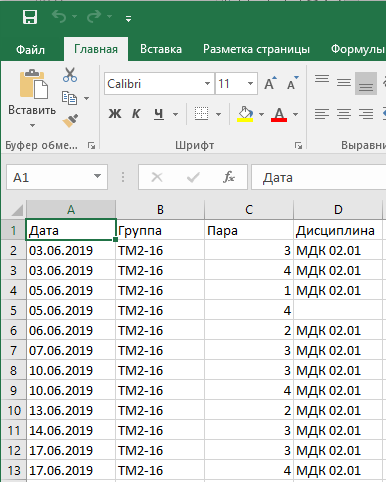 Файл Главная Вставка Разметка страницы Формулы
Вставить Calibri 11
Ж К Ч
Буфер обме... Шрифт Выравни
A1 fx Дата
A B C D
1 Дата Группа Пара Дисциплина
2 03.06.2019 ТМ2-16 3 МДК 02.01
3 03.06.2019 ТМ2-16 4 МДК 02.01
4 05.06.2019 ТМ2-16 1 МДК 02.01
5 05.06.2019 ТМ2-16 4
6 06.06.2019 ТМ2-16 2 МДК 02.01
7 07.06.2019 ТМ2-16 3 МДК 02.01
8 10.06.2019 ТМ2-16 3 МДК 02.01
9 10.06.2019 ТМ2-16 4 МДК 02.01
10 13.06.2019 ТМ2-16 2 МДК 02.01
11 14.06.2019 ТМ2-16 3 МДК 02.01
12 17.06.2019 ТМ2-16 3 МДК 02.01
13 17.06.2019 ТМ2-16 4 МДК 02.01